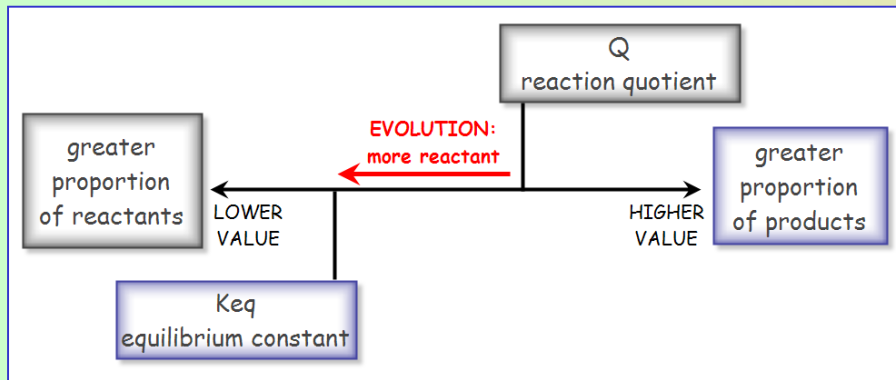 Q
reaction quotient
EVOLUTION:
more reactant
greater
proportion
of reactants
LOWER
VALUE
HIGHER
VALUE
greater
proportion
of products
Keq
equilibrium constant